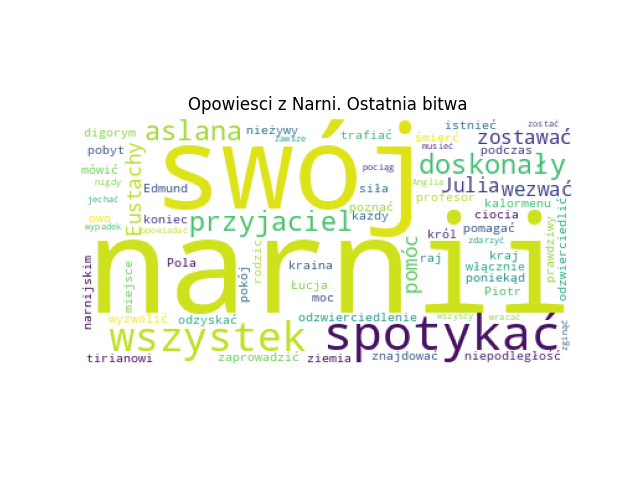 Opowiesci z Narni. Ostatnia bitwa
zostać
digorym
aslana
nieżywy
zawsze
trafiać
śmierć
istnieć
zostawać
musieć
pobyt
Eustachy
swój
podczas
mówić
pociąg
doskonały
nigdy
Edmund
siła
Anglia
Julia
wezwać
jechać
profesor
poznać
kalormenu
owo
koniec
przyjaciel
każdy
ciocia
wypadek
opowiadać
król
pomagać
odzwierciedlić
zdarzyć
prawdziwy
narnii
pomóc
raj
kraj
włącznie
narnijskim
miejsce
Pola
pokój
rodzic
kraina
poniekąd
Łucja
moc
Piotr
wyzwolić
odzyskać
odzwierciedlenie
wszyscy
wracać
wszystek
spotykać
zginąć
tirianowi
zaprowadzić
ziemia
znajdować
niepodległość